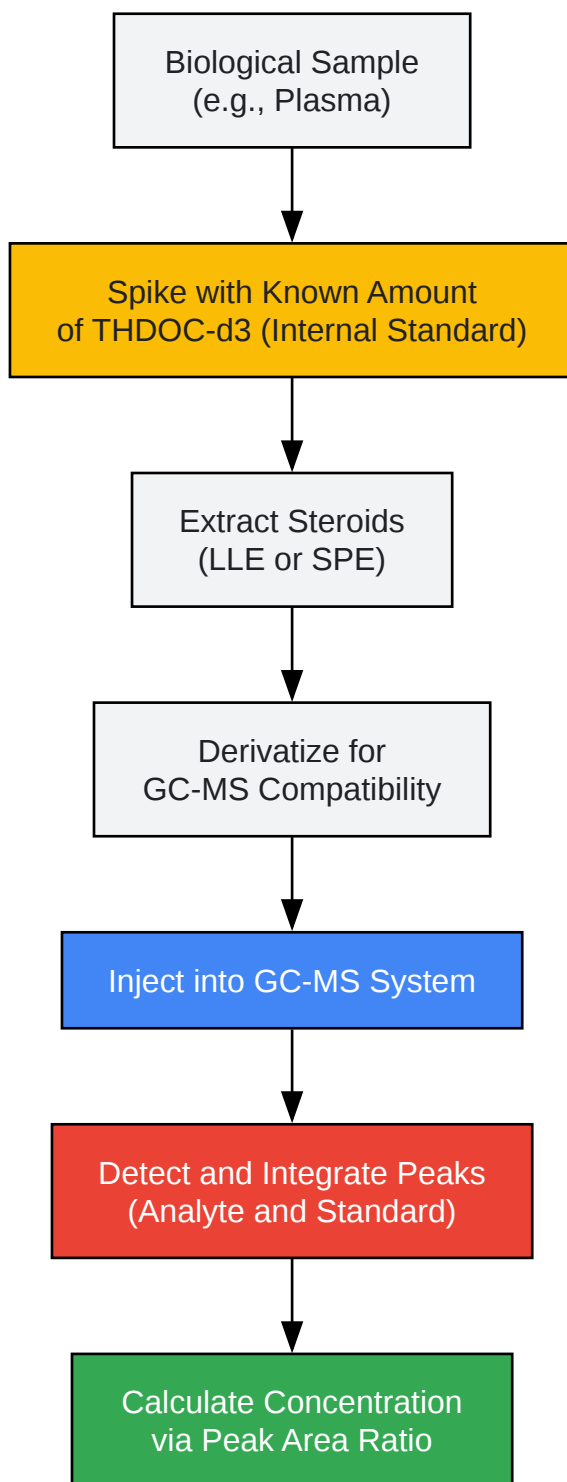 Biological Sample
(e.g., Plasma)
Spike with Known Amount
of THDOC-d3 (Internal Standard)
Extract Steroids
(LLE or SPE)
Derivatize for
GC-MS Compatibility
Inject into GC-MS System
Detect and Integrate Peaks
(Analyte and Standard)
Calculate Concentration
via Peak Area Ratio